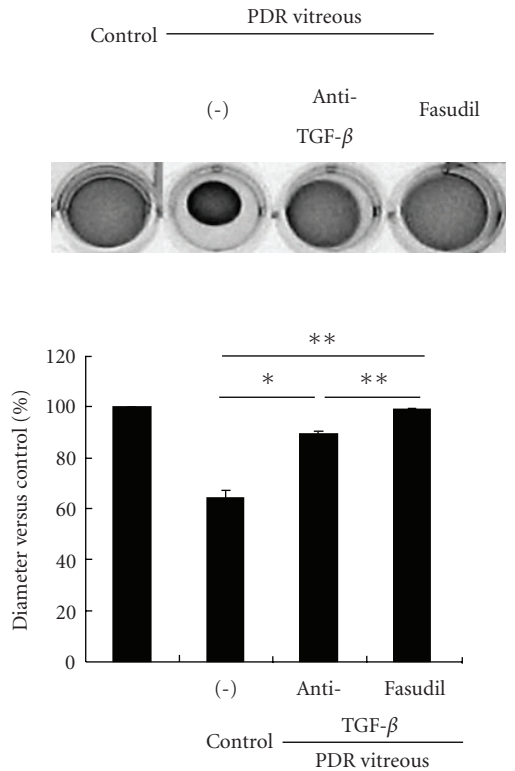 PDR vitreous
Control
(-)
Anti-
TGF-β
Fasudil
**
*
**
120
100
80
60
40
20
0
Diameter versus control (%)
(-)
Anti-
Fasudil
TGF-β
Control
PDR vitreous